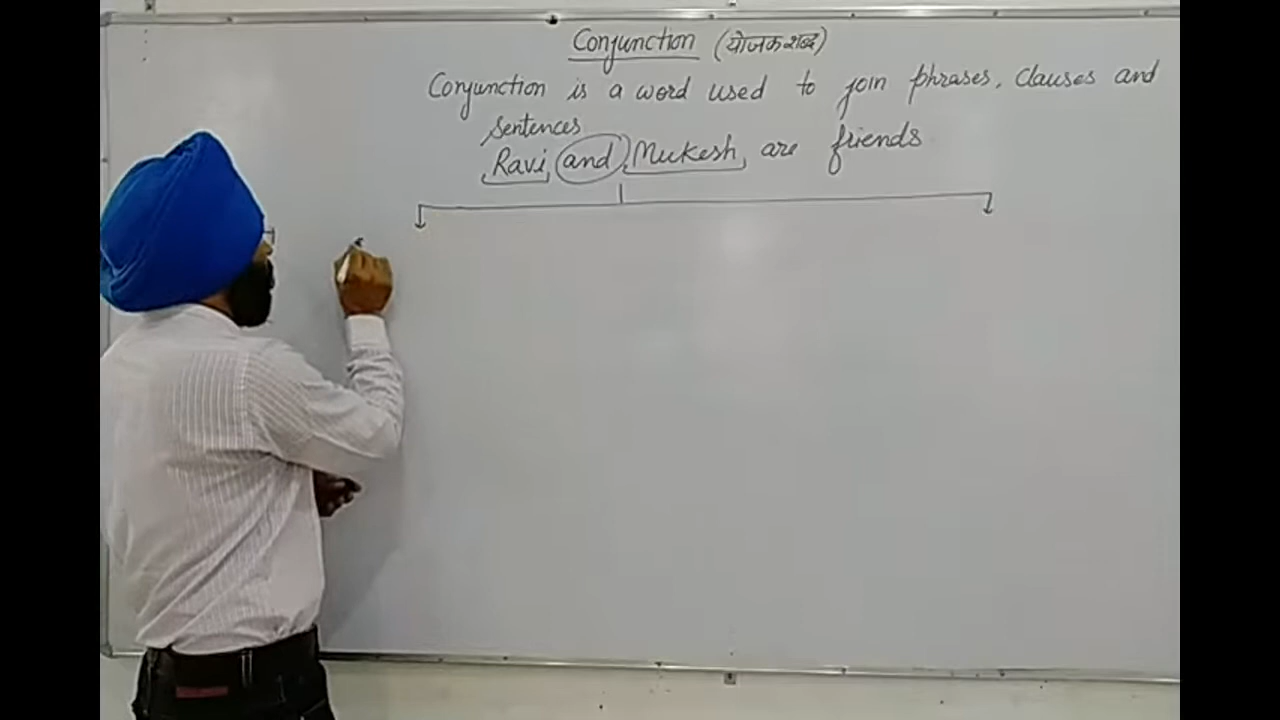 Conjunction (योजक शब्द)
Conjunction is a word used to join phrases, clauses and
sentences
Ravi and Mukesh are friends